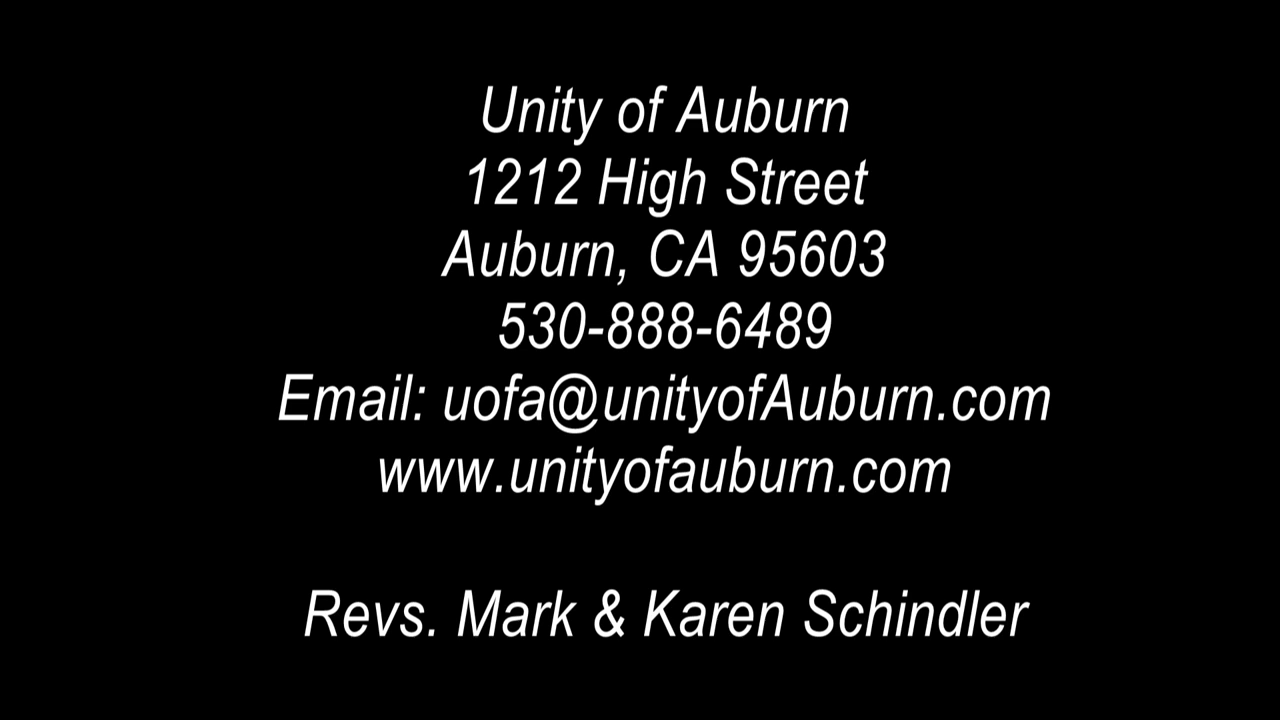 Unity of Auburn
1212 High Street
Auburn, CA 95603
530-888-6489
Email: uofa@unityofAuburn.com
www.unityofauburn.com
Revs. Mark & Karen Schindler